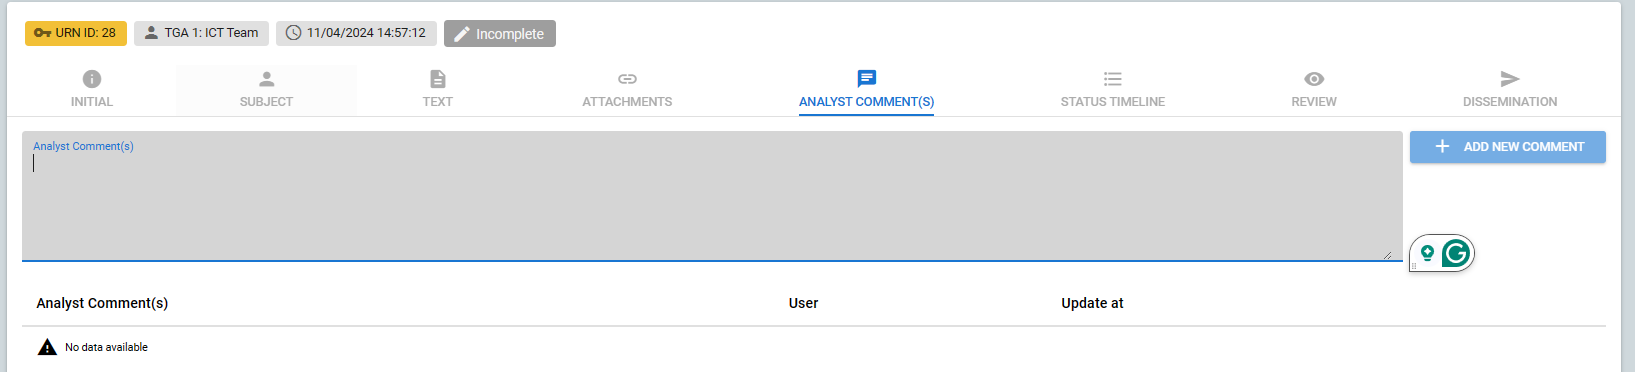 URN ID: 28 TGA 1: ICT Team 11/04/2024 14:57:12 Incomplete
INITIAL SUBJECT TEXT ATTACHMENTS ANALYST COMMENT(S) STATUS TIMELINE REVIEW DISSEMINATION
Analyst Comment(s)
ADD NEW COMMENT
Analyst Comment(s) User Update at
No data available